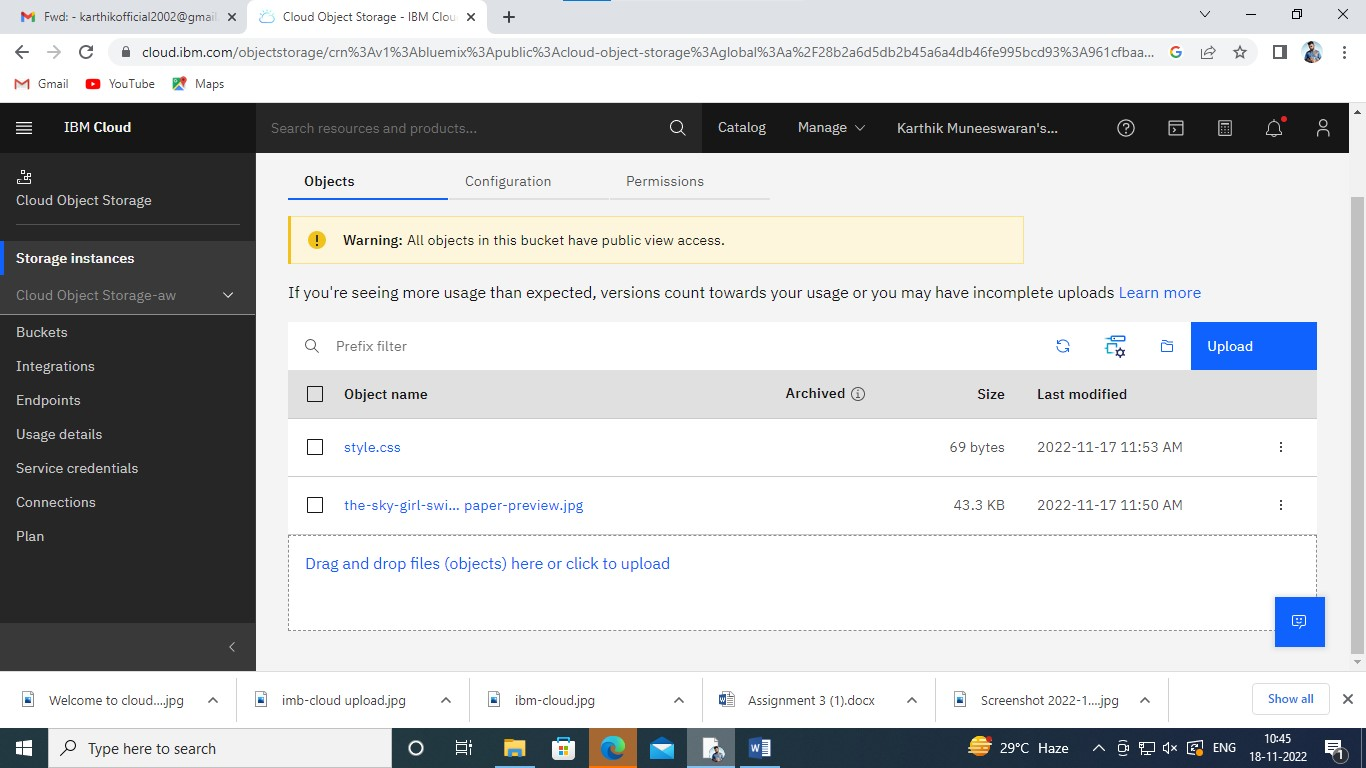 Fwd: - karthikofficial2002@gmail
Cloud Object Storage - IBM Clou
cloud.ibm.com/objectstorage/crn%3Av1%3Abluemix%3Apublic%3Acloud-object-storage%3Aglobal%3Aa%2F28b2a6d5db2b45a6a4db46fe995bcd93%3A961cfbaa...
Gmail YouTube Maps
IBM Cloud
Search resources and products...
Catalog Manage Karthik Muneeswaran's...
Cloud Object Storage
Storage instances
Cloud Object Storage-aw
Buckets
Integrations
Endpoints
Usage details
Service credentials
Connections
Plan
Objects Configuration Permissions
Warning: All objects in this bucket have public view access.
If you're seeing more usage than expected, versions count towards your usage or you may have incomplete uploads Learn more
Prefix filter
Upload
Object name Archived Size Last modified
style.css 69 bytes 2022-11-17 11:53 AM
the-sky-girl-swi... paper-preview.jpg 43.3 KB 2022-11-17 11:50 AM
Drag and drop files (objects) here or click to upload
Welcome to cloud....jpg imb-cloud upload.jpg ibm-cloud.jpg Assignment 3 (1).docx Screenshot 2022-1....jpg Show all
Type here to search
29°C Haze
ENG
10:45
18-11-2022
1